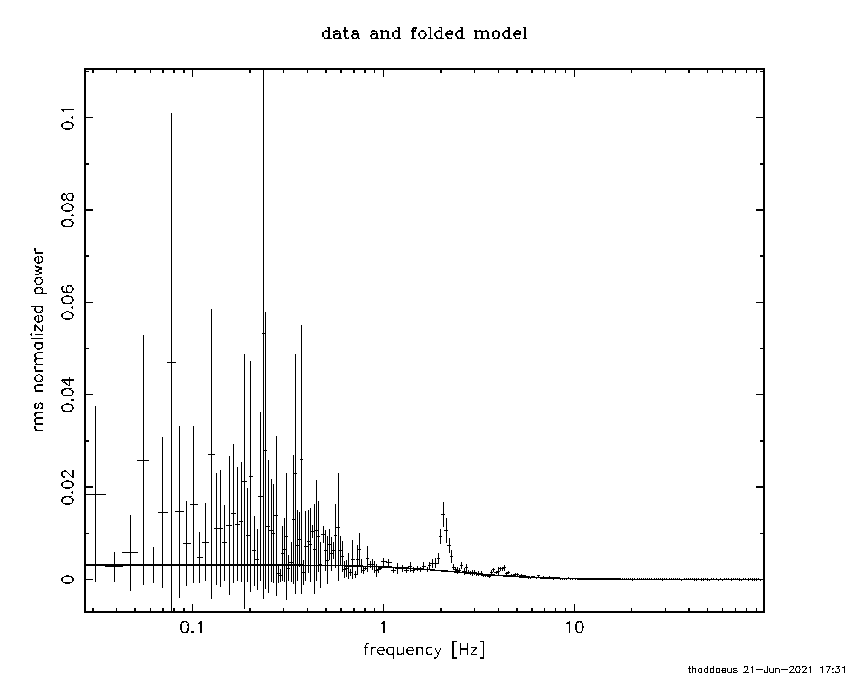 data and folded model
0.1
0.08
0.06
0.04
0.02
0
rms normalized power
0.1
1
10
frequency [Hz]
thaddaeus 21-Jun-2021 17:31